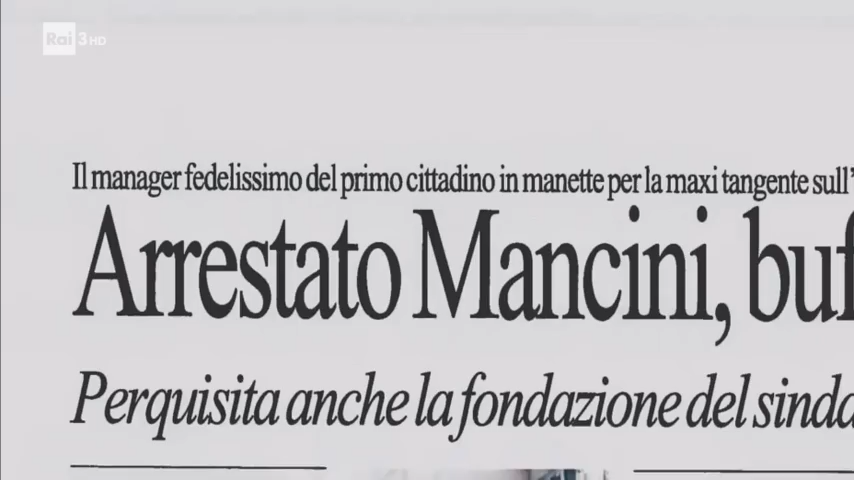 Rai 3 HD
Il manager fedelissimo del primo cittadino in manette per la maxi tangente sull'
Arrestato Mancini, buf
Perquisita anche la fondazione del sinda